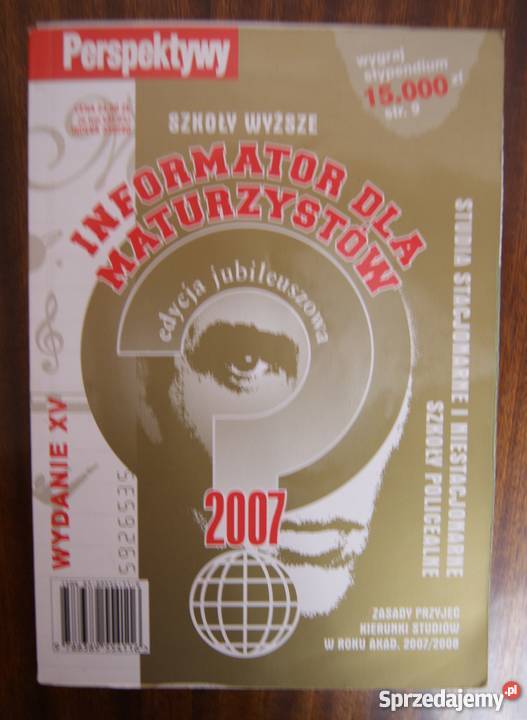 Perspektywy
wygraj
stypendium
15.000 zł
str. 9
SZKOŁY WYŻSZE
INFORMATOR DLA
MATURZYSTÓW
edycja jubileuszowa
STUDIA STACJONARNE I NIESTACJONARNE
SZKOŁY POLICEALNE
WYDANIE XV
2007
ZASADY PRZYJĘĆ
KIERUNKI STUDIÓW
W ROKU AKAD. 2007/2008
Sprzedajemy.pl